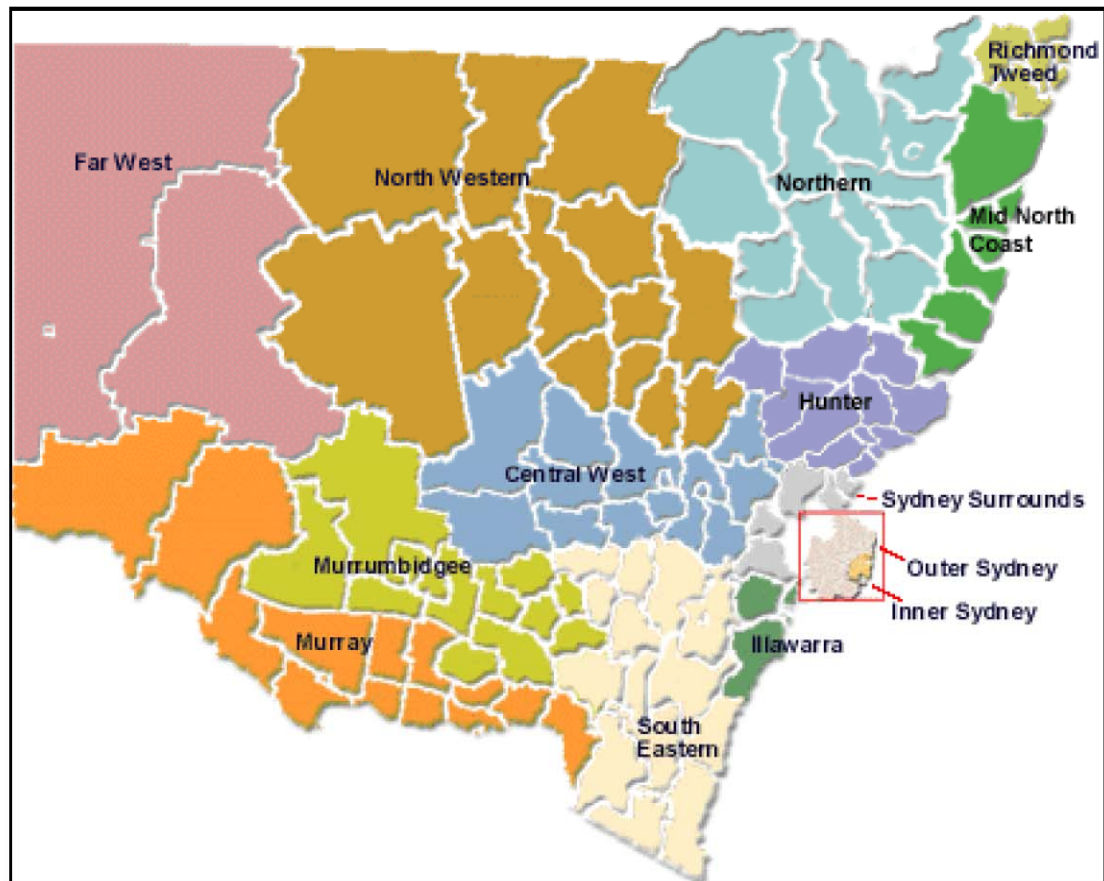 Richmond
Tweed
Far West
North Western
Northern
Mid North
Coast
Hunter
Central West
Sydney Surrounds
Outer Sydney
Murrumbidgee
Inner Sydney
Murray
Illawarra
South
Eastern